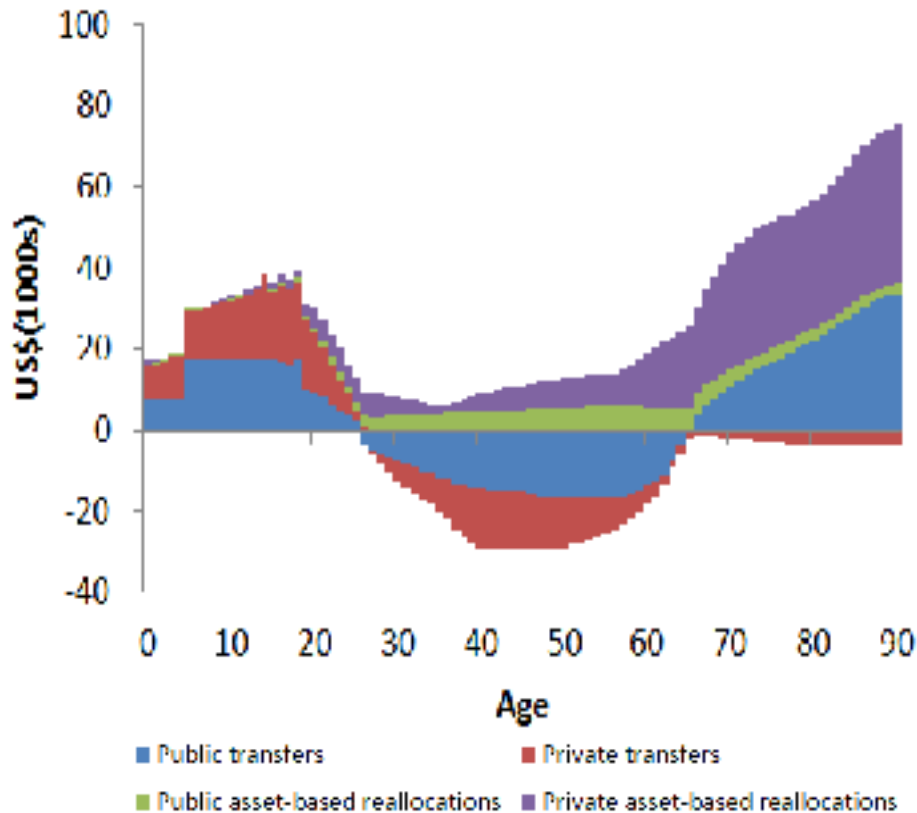 100
80
60
40
20
0
-20
-40
US$(1000s)
0 10 20 30 40 50 60 70 80 90
Age
Public transfers Private transfers
Public asset-based reallocations Private asset-based reallocations